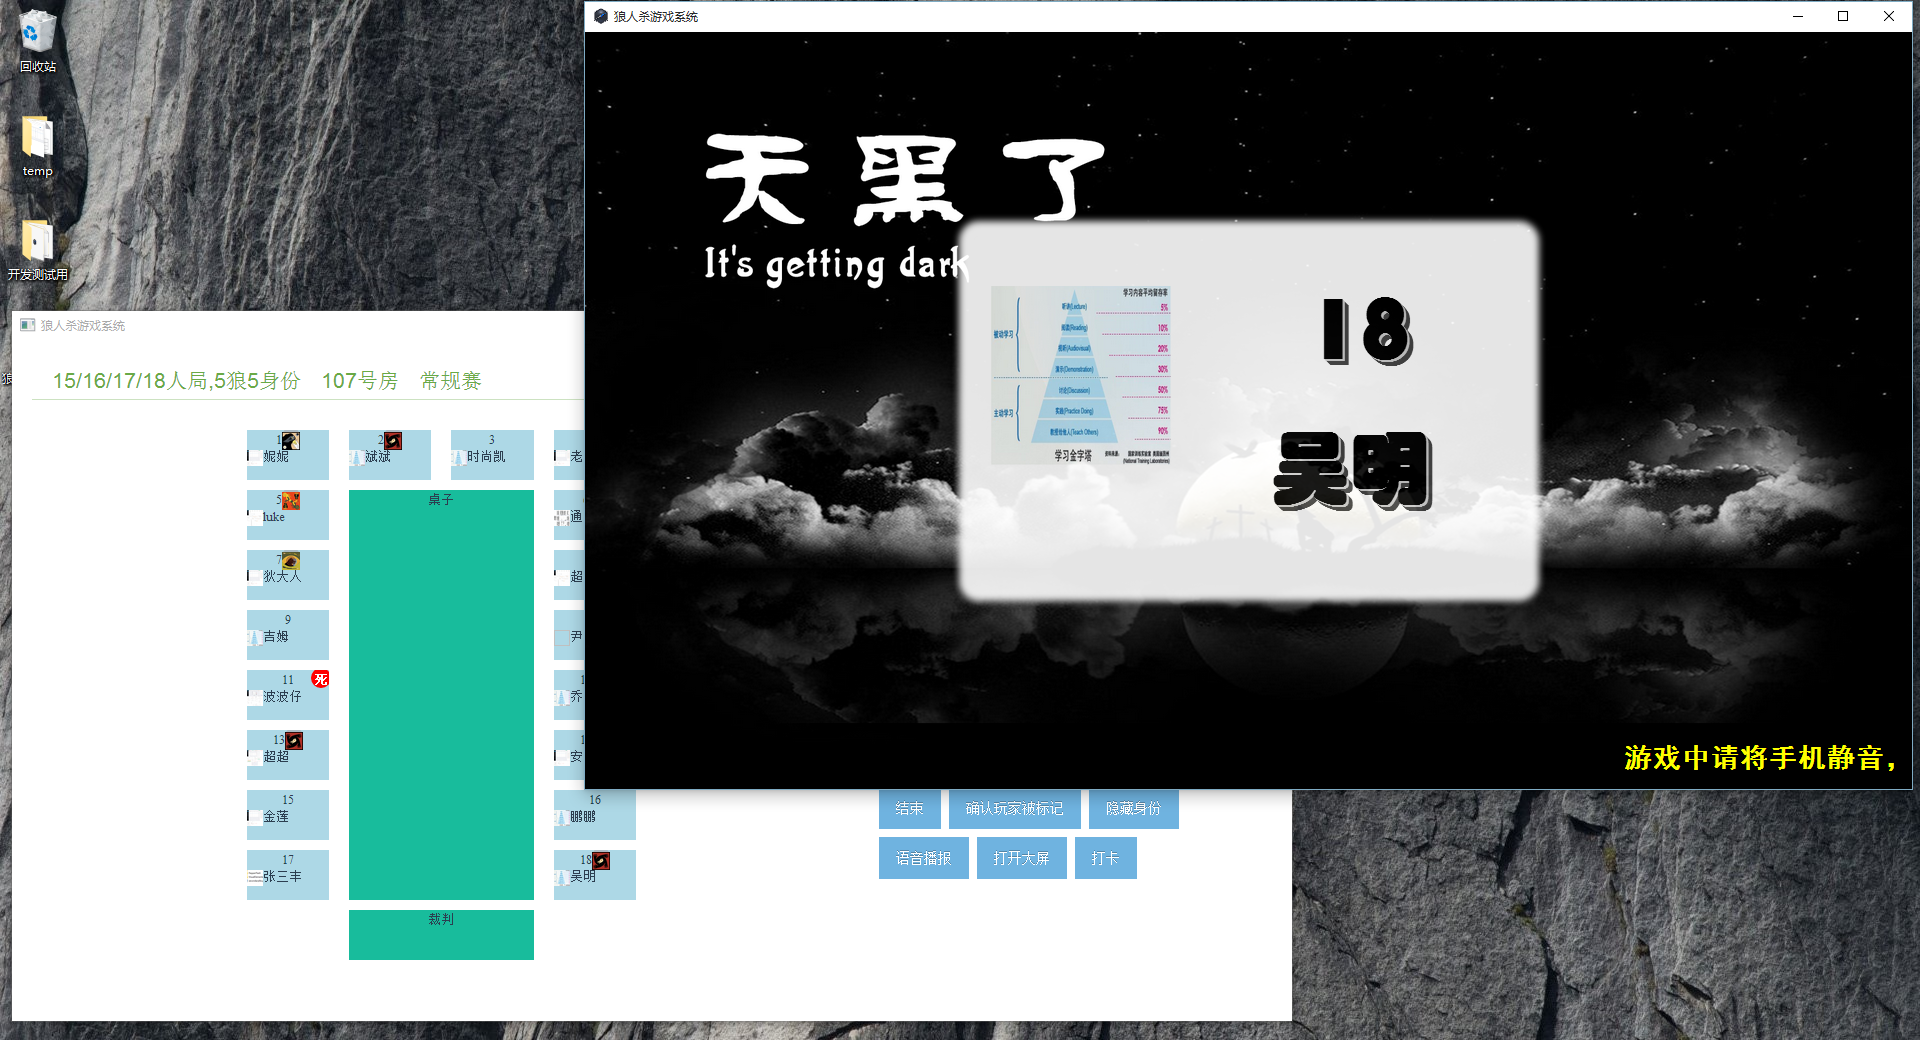 回收站
temp
开发测试用
狼人杀游戏系统
15/16/17/18人局,5狼5身份 107号房 常规赛
1
妮妮
2
斌斌
3
时尚凯
老
5
luke
桌子
通
7
狄大人
超
9
吉姆
尹
11
死
波波仔
乔
13
超超
安
15
金莲
16
鹏鹏
17
张三丰
18
吴明
裁判
结束
确认玩家被标记
隐藏身份
语音播报
打开大屏
打卡
狼人杀游戏系统
天黑了
It's getting dark
学习内容平均留存率
被动学习
听讲(Lecture)
5%
阅读(Reading)
10%
视听(Audiovisual)
20%
演示(Demonstration)
30%
主动学习
讨论(Discussion)
50%
实践(Practice Doing)
75%
教授给他人(Teach Others)
90%
学习金字塔
(National Training Laboratories)
18
吴明
游戏中请将手机静音，